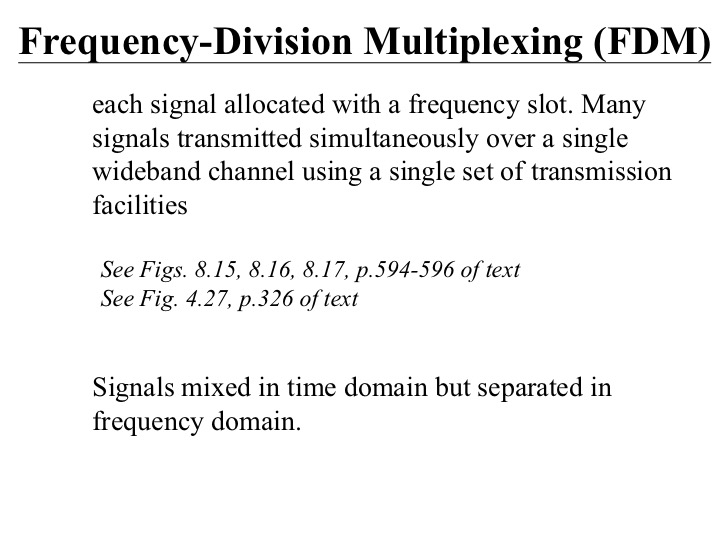 Frequency-Division Multiplexing (FDM)
each signal allocated with a frequency slot. Many
signals transmitted simultaneously over a single
wideband channel using a single set of transmission
facilities
See Figs. 8.15, 8.16, 8.17, p.594-596 of text
See Fig. 4.27, p.326 of text
Signals mixed in time domain but separated in
frequency domain.